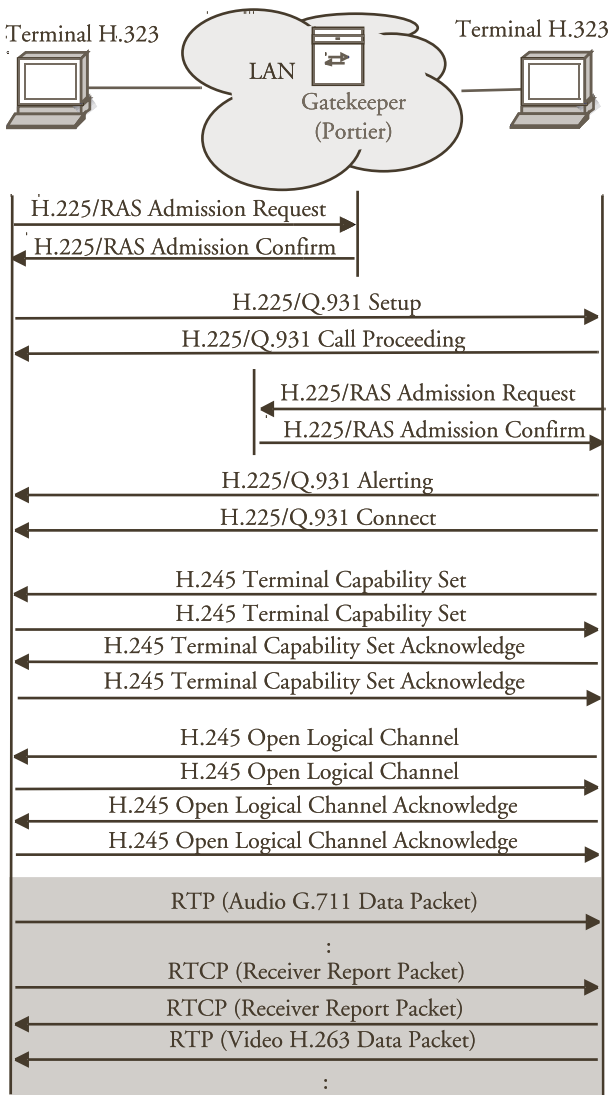 Terminal H.323
Terminal H.323
LAN
Gatekeeper
(Portier)
H.225/RAS Admission Request
H.225/RAS Admission Confirm
H.225/Q.931 Setup
H.225/Q.931 Call Proceeding
H.225/RAS Admission Request
H.225/RAS Admission Confirm
H.225/Q.931 Alerting
H.225/Q.931 Connect
H.245 Terminal Capability Set
H.245 Terminal Capability Set
H.245 Terminal Capability Set Acknowledge
H.245 Terminal Capability Set Acknowledge
H.245 Open Logical Channel
H.245 Open Logical Channel
H.245 Open Logical Channel Acknowledge
H.245 Open Logical Channel Acknowledge
RTP (Audio G.711 Data Packet)
:
RTCP (Receiver Report Packet)
RTCP (Receiver Report Packet)
RTP (Video H.263 Data Packet)
: